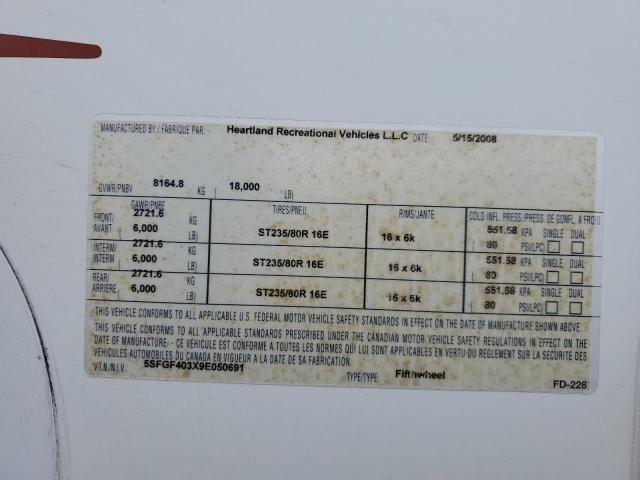 MANUFACTURED BY / FABRIQUE PAR: Heartland Recreational Vehicles L.L.C DATE: 5/15/2008
GVWR/PNBV 8164.8 KG ( 18,000 LB)
GAWR/PNBE TIRES/PNEU RIMS/JANTE COLD INFL. PRESS./PRESS. DE GONFL. A FROID
FRONT/ 2721.6 KG 551.58 KPA SINGLE DUAL
AVANT ( 6,000 LB) ST235/80R 16E 16 x 6k ( 80 PSI/LPC)
INTERM/ 2721.6 KG 551.58 KPA SINGLE DUAL
INTERM ( 6,000 LB) ST235/80R 16E 16 x 6k ( 80 PSI/LPC)
REAR/ 2721.6 KG 551.58 KPA SINGLE DUAL
ARRIERE ( 6,000 LB) ST235/80R 16E 16 x 6k ( 80 PSI/LPC)
THIS VEHICLE CONFORMS TO ALL APPLICABLE U.S. FEDERAL MOTOR VEHICLE SAFETY STANDARDS IN EFFECT ON THE DATE OF MANUFACTURE SHOWN ABOVE
THIS VEHICLE CONFORMS TO ALL APPLICABLE STANDARDS PRESCRIBED UNDER THE CANADIAN MOTOR VEHICLE SAFETY REGULATIONS IN EFFECT ON THE
DATE OF MANUFACTURE: - CE VÉHICULE EST CONFORME A TOUTES LES NORMES QUI LUI SONT APPLICABLES EN VERTU DU REGLEMENT SUR LA SECURITE DES
VEHICULES AUTOMOBILES DU CANADA EN VIGUEUR A LA DATE DE SA FABRICATION.
V.I.N./N.I.V.: 5SFGF403X9E050691 TYPE/TYPE: Fifthwheel
FD-228